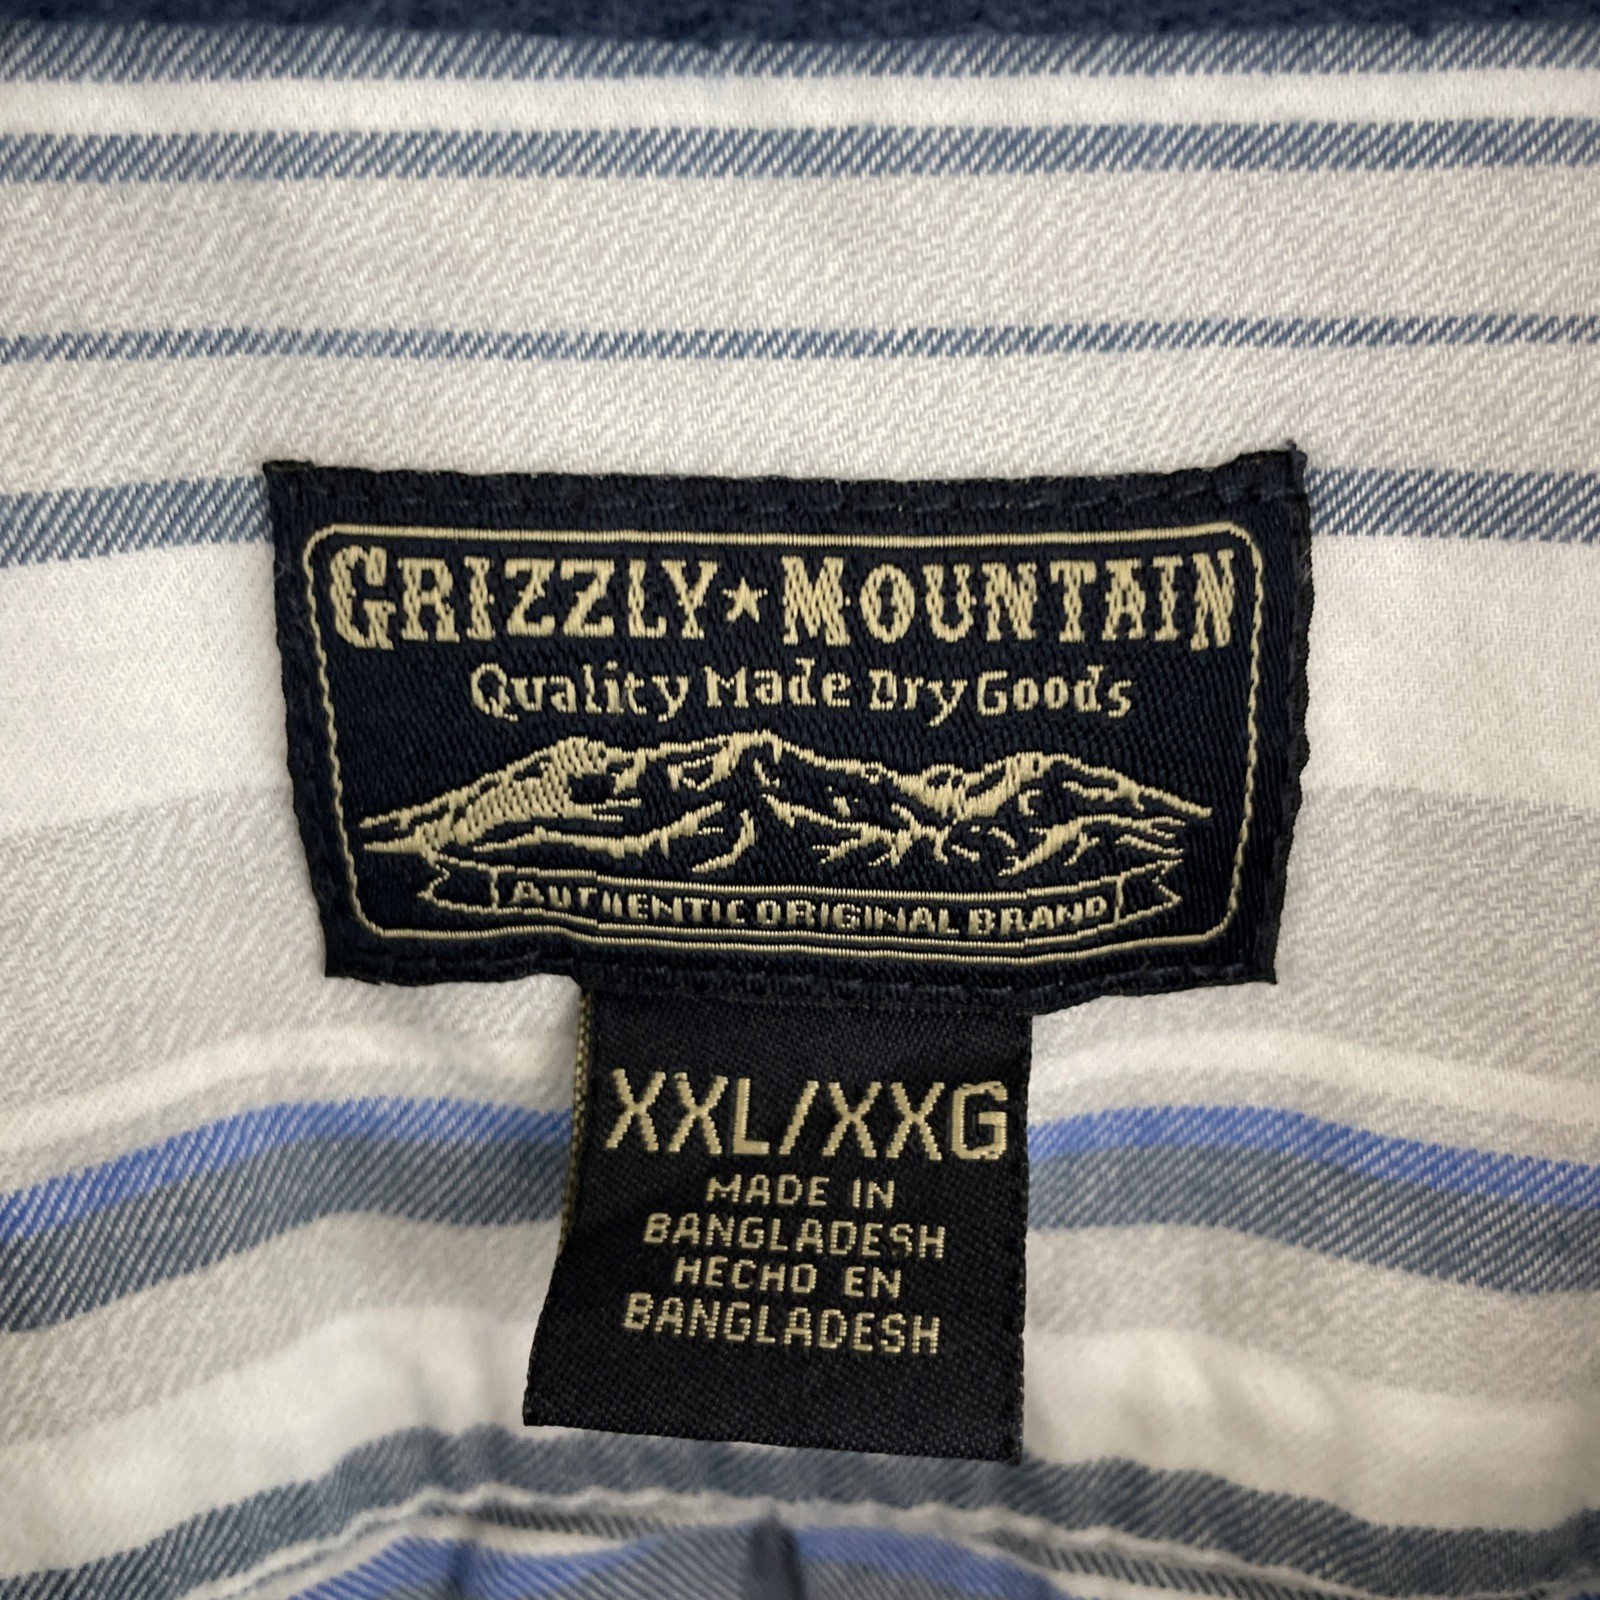 GRIZZLY★MOUNTAIN
Quality Made Dry Goods
AUTHENTIC ORIGINAL BRAND
XXL/XXG
MADE IN
BANGLADESH
HECHO EN
BANGLADESH